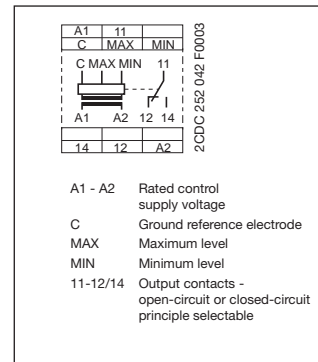 A1 11
C MAX MIN
C MAX MIN 11
A1 A2 12 14
14 12 A2
2CDC 252 042 F0003
A1 - A2 Rated control
supply voltage
C Ground reference electrode
MAX Maximum level
MIN Minimum level
11-12/14 Output contacts -
open-circuit or closed-circuit
principle selectable